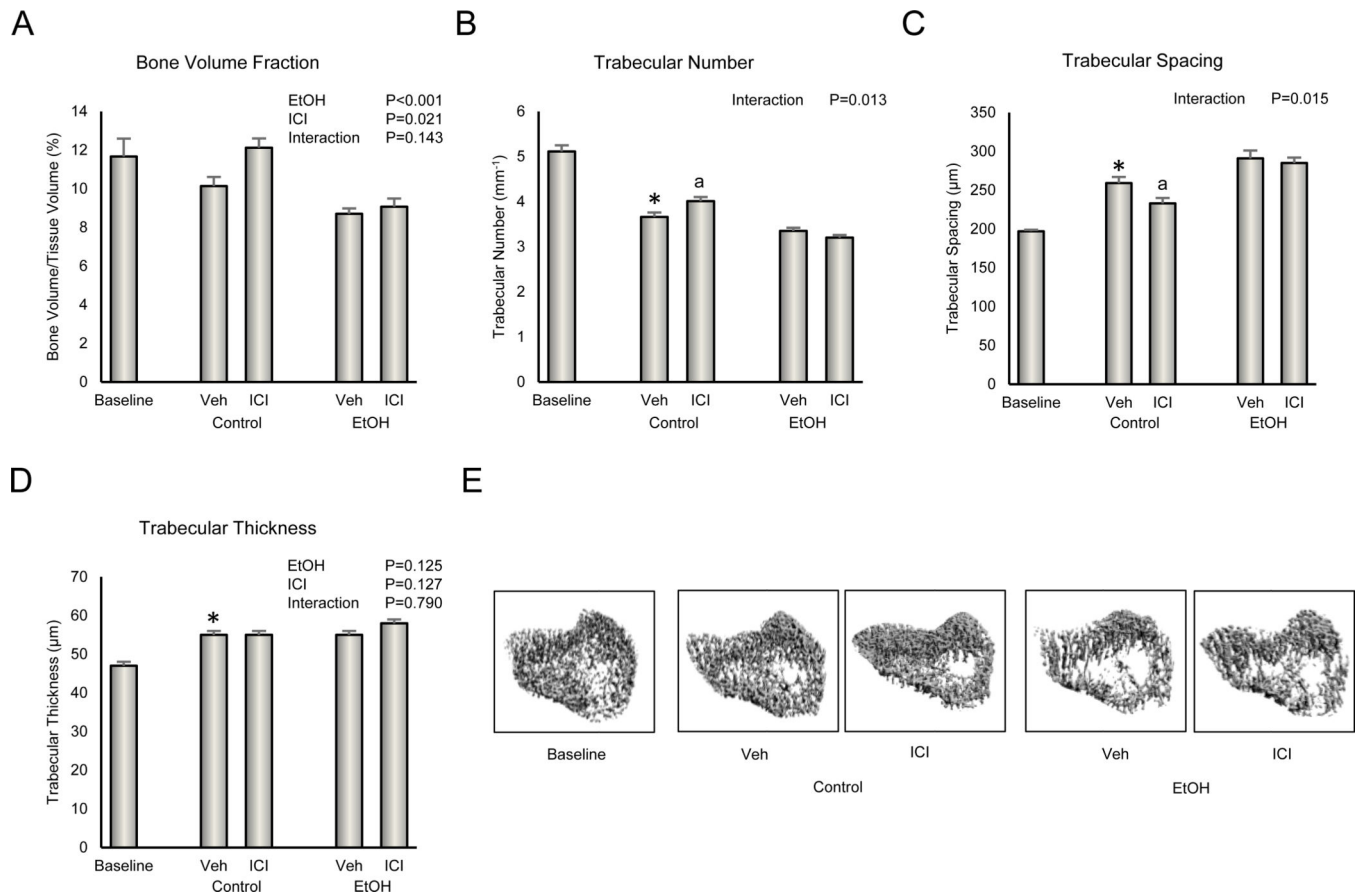 A
Bone Volume Fraction
EtOH P<0.001
ICI P=0.021
Interaction P=0.143
Bone Volume/Tissue Volume (%)
14
12
10
8
6
4
2
0
Baseline Veh ICI Veh ICI
Control EtOH
B
Trabecular Number
Interaction P=0.013
Trabecular Number (mm⁻¹)
6
5
4
3
2
1
0
* a
Baseline Veh ICI Veh ICI
Control EtOH
C
Trabecular Spacing
Interaction P=0.015
Trabecular Spacing (µm)
350
300
250
200
150
100
50
0
* a
Baseline Veh ICI Veh ICI
Control EtOH
D
Trabecular Thickness
EtOH P=0.125
ICI P=0.127
Interaction P=0.790
Trabecular Thickness (µm)
70
60
50
40
30
20
10
0
*
Baseline Veh ICI Veh ICI
Control EtOH
E
Baseline Veh ICI Veh ICI
Control EtOH